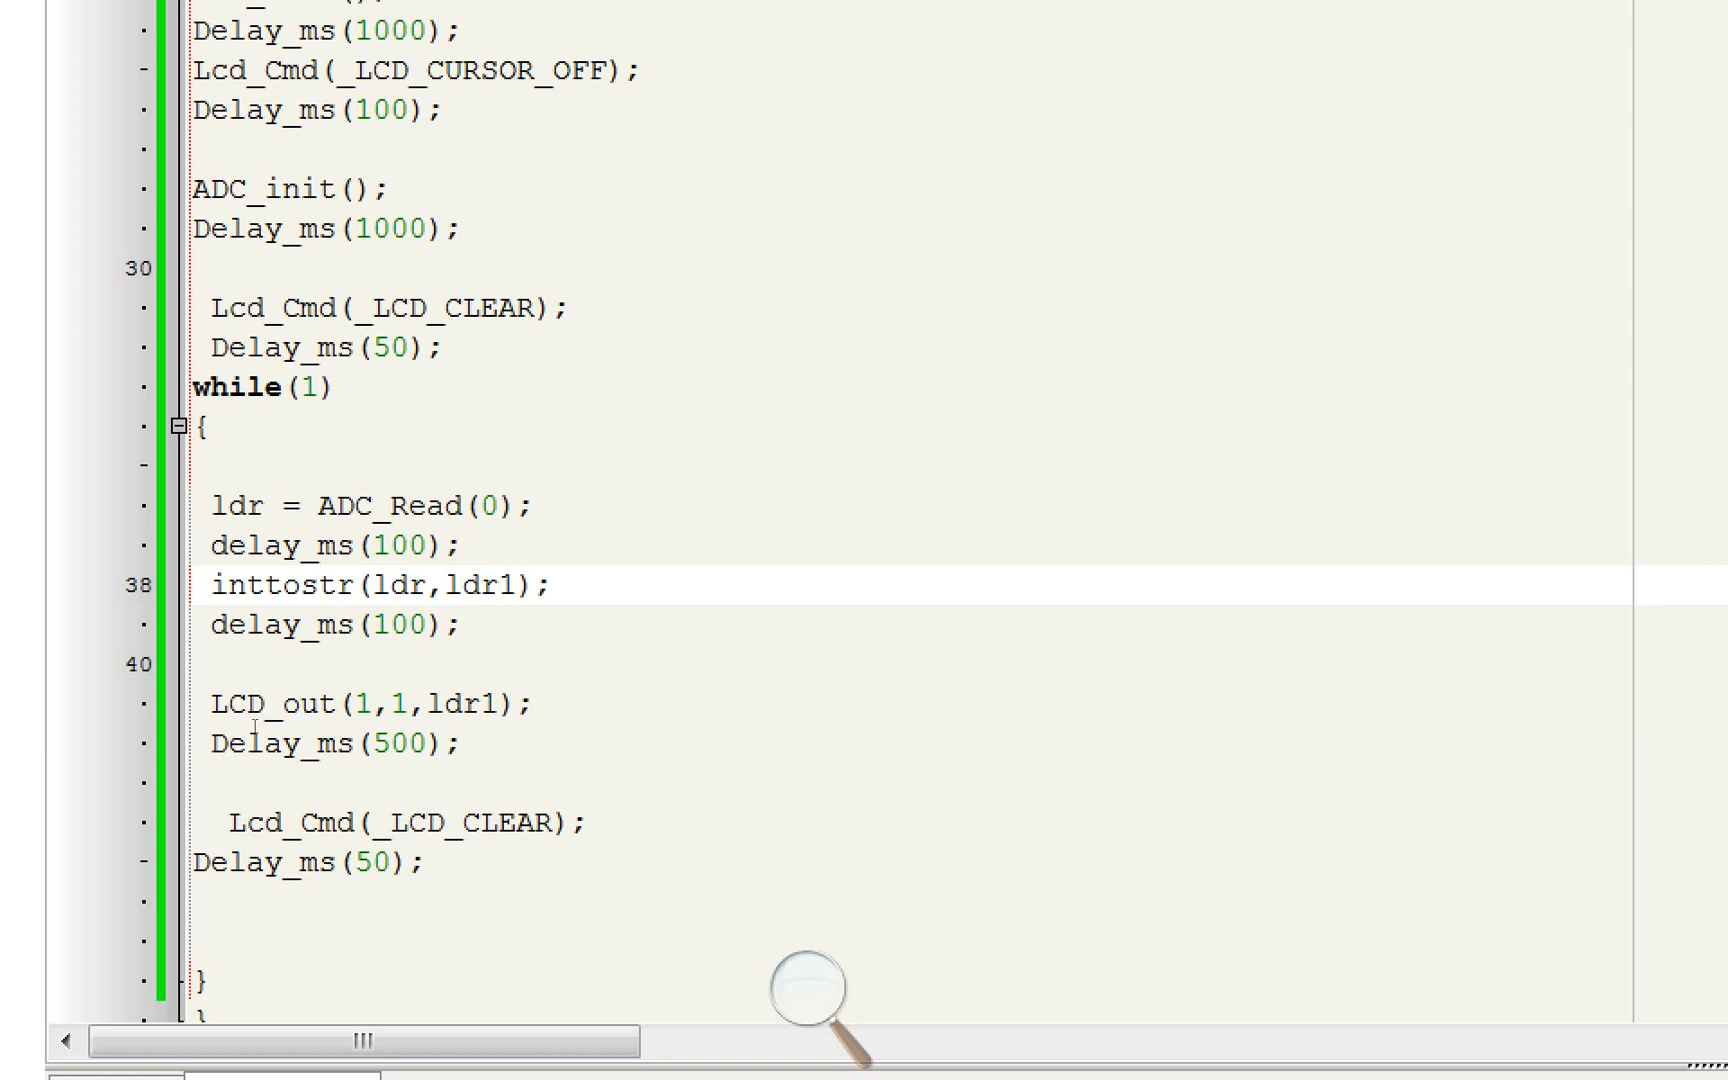 Delay_ms(1000);
Lcd_Cmd(_LCD_CURSOR_OFF);
Delay_ms(100);
ADC_init();
Delay_ms(1000);
30
Lcd_Cmd(_LCD_CLEAR);
Delay_ms(50);
while(1)
{
ldr = ADC_Read(0);
delay_ms(100);
38 inttostr(ldr,ldr1);
delay_ms(100);
40
LCD_out(1,1,ldr1);
Delay_ms(500);
Lcd_Cmd(_LCD_CLEAR);
Delay_ms(50);
}
}